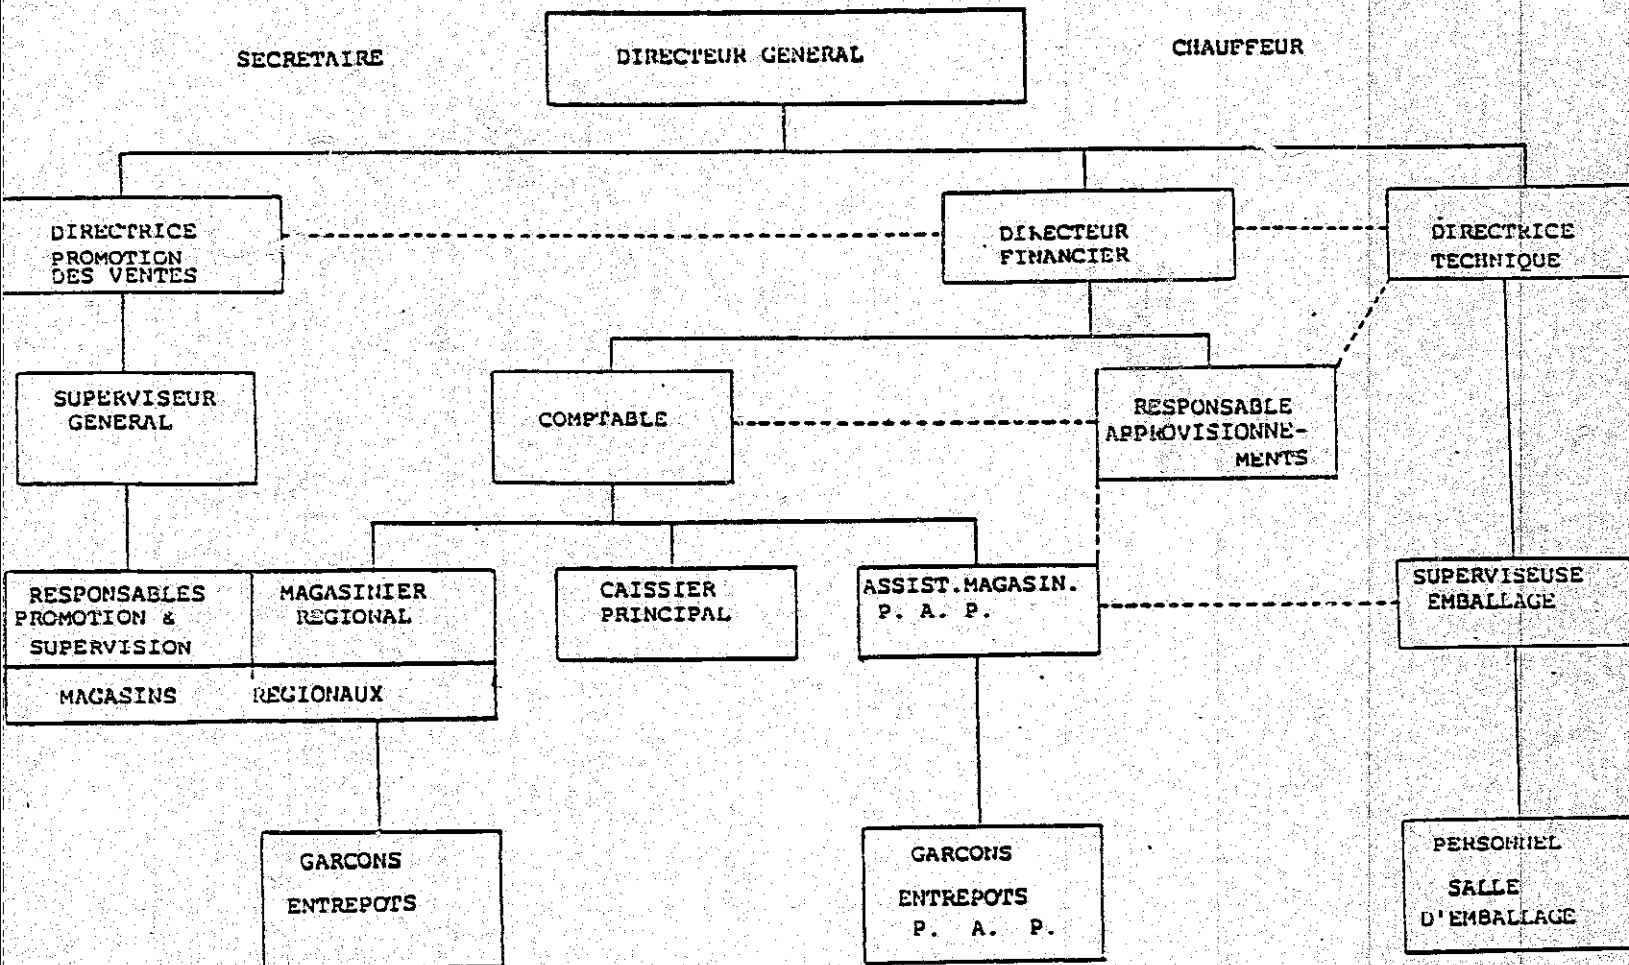 SECRETAIRE
DIRECTEUR GENERAL
CHAUFFEUR
DIRECTRICE
PROMOTION
DES VENTES
DIRECTEUR
FINANCIER
DIRECTRICE
TECHNIQUE
SUPERVISEUR
GENERAL
COMPTABLE
RESPONSABLE
APPROVISIONNE-
MENTS
RESPONSABLES
PROMOTION &
SUPERVISION
MAGASINIER
REGIONAL
MAGASINS REGIONAUX
CAISSIER
PRINCIPAL
ASSIST.MAGASIN.
P. A. P.
SUPERVISEUSE
EMBALLAGE
GARCONS
ENTREPOTS
GARCONS
ENTREPOTS
P. A. P.
PERSONNEL
SALLE
D'EMBALLAGE